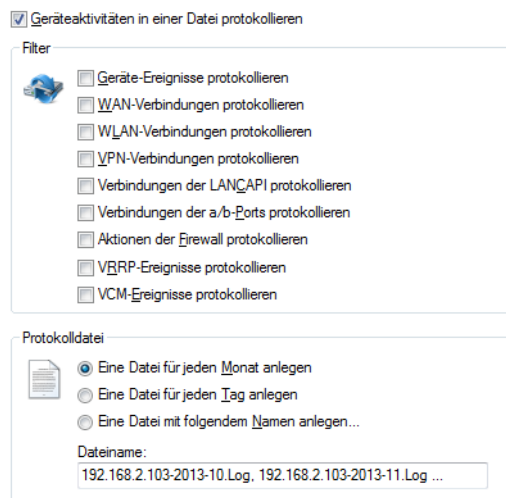 Geräteaktivitäten in einer Datei protokollieren
Filter
Geräte-Ereignisse protokollieren
WAN-Verbindungen protokollieren
WLAN-Verbindungen protokollieren
VPN-Verbindungen protokollieren
Verbindungen der LANCAPI protokollieren
Verbindungen der a/b-Ports protokollieren
Aktionen der Firewall protokollieren
VRRP-Ereignisse protokollieren
VCM-Ereignisse protokollieren
Protokolldatei
Eine Datei für jeden Monat anlegen
Eine Datei für jeden Tag anlegen
Eine Datei mit folgendem Namen anlegen...
Dateiname:
192.168.2.103-2013-10.Log, 192.168.2.103-2013-11.Log ...